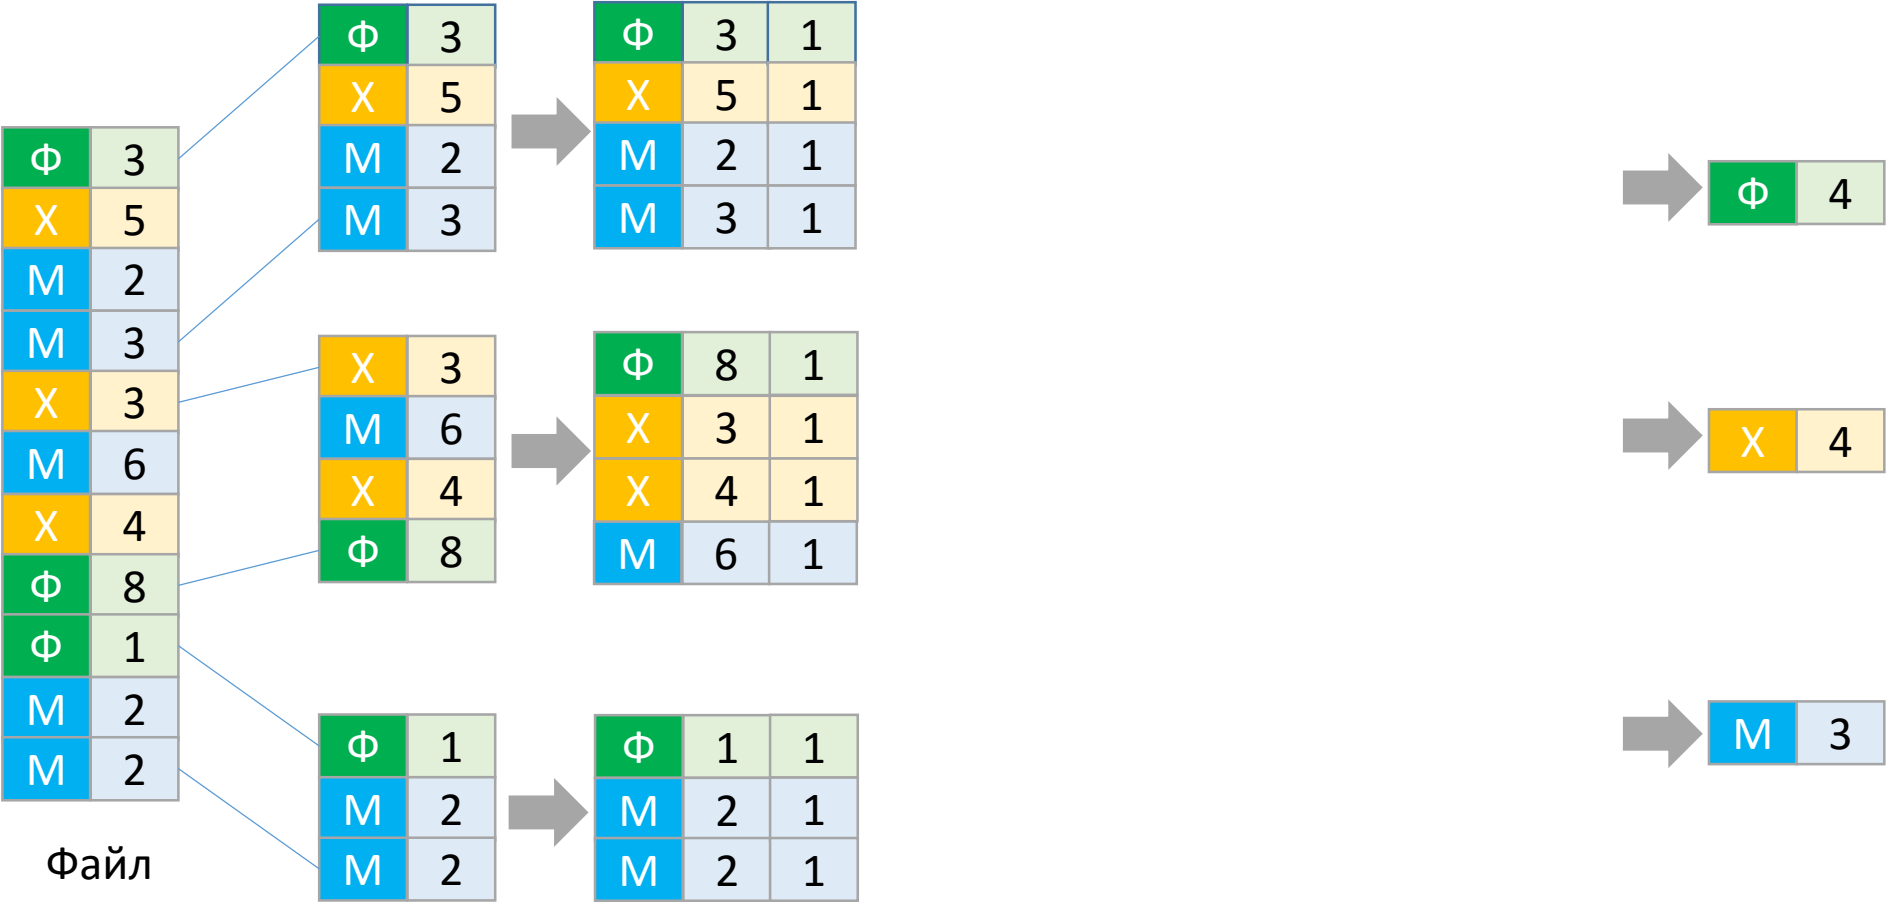 Ф 3
Х 5
М 2
М 3
Х 3
М 6
Х 4
Ф 8
Ф 1
М 2
М 2
Файл
Ф 3
Х 5
М 2
М 3
Х 3
М 6
Х 4
Ф 8
Ф 1
М 2
М 2
Ф 3 1
Х 5 1
М 2 1
М 3 1
Ф 8 1
Х 3 1
Х 4 1
М 6 1
Ф 1 1
М 2 1
М 2 1
Ф 4
Х 4
М 3